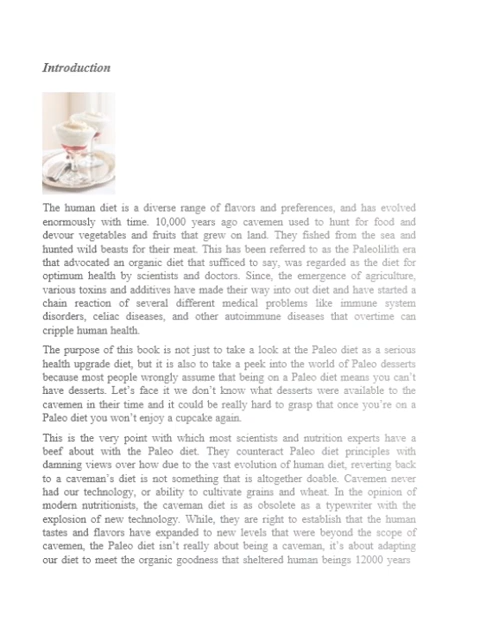 Introduction
The human diet is a diverse range of flavors and preferences, and has evolved
enormously with time. 10,000 years ago cavemen used to hunt for food and
devour vegetables and fruits that grew on land. They fished from the sea and
hunted wild beasts for their meat. This has been referred to as the Paleolilith era
that advocated an organic diet that sufficed to say, was regarded as the diet for
optimum health by scientists and doctors. Since, the emergence of agriculture,
various toxins and additives have made their way into out diet and have started a
chain reaction of several different medical problems like immune system
disorders, celiac diseases, and other autoimmune diseases that overtime can
cripple human health.
The purpose of this book is not just to take a look at the Paleo diet as a serious
health upgrade diet, but it is also to take a peek into the world of Paleo desserts
because most people wrongly assume that being on a Paleo diet means you can't
have desserts. Let's face it we don't know what desserts were available to the
cavemen in their time and it could be really hard to grasp that once you're on a
Paleo diet you won't enjoy a cupcake again.
This is the very point with which most scientists and nutrition experts have a
beef about with the Paleo diet. They counteract Paleo diet principles with
damning views over how due to the vast evolution of human diet, reverting back
to a caveman's diet is not something that is altogether doable. Cavemen never
had our technology, or ability to cultivate grains and wheat. In the opinion of
modern nutritionists, the caveman diet is as obsolete as a typewriter with the
explosion of new technology. While, they are right to establish that the human
tastes and flavors have expanded to new levels that were beyond the scope of
cavemen, the Paleo diet isn't really about being a caveman, it's about adapting
our diet to meet the organic goodness that sheltered human beings 12000 years